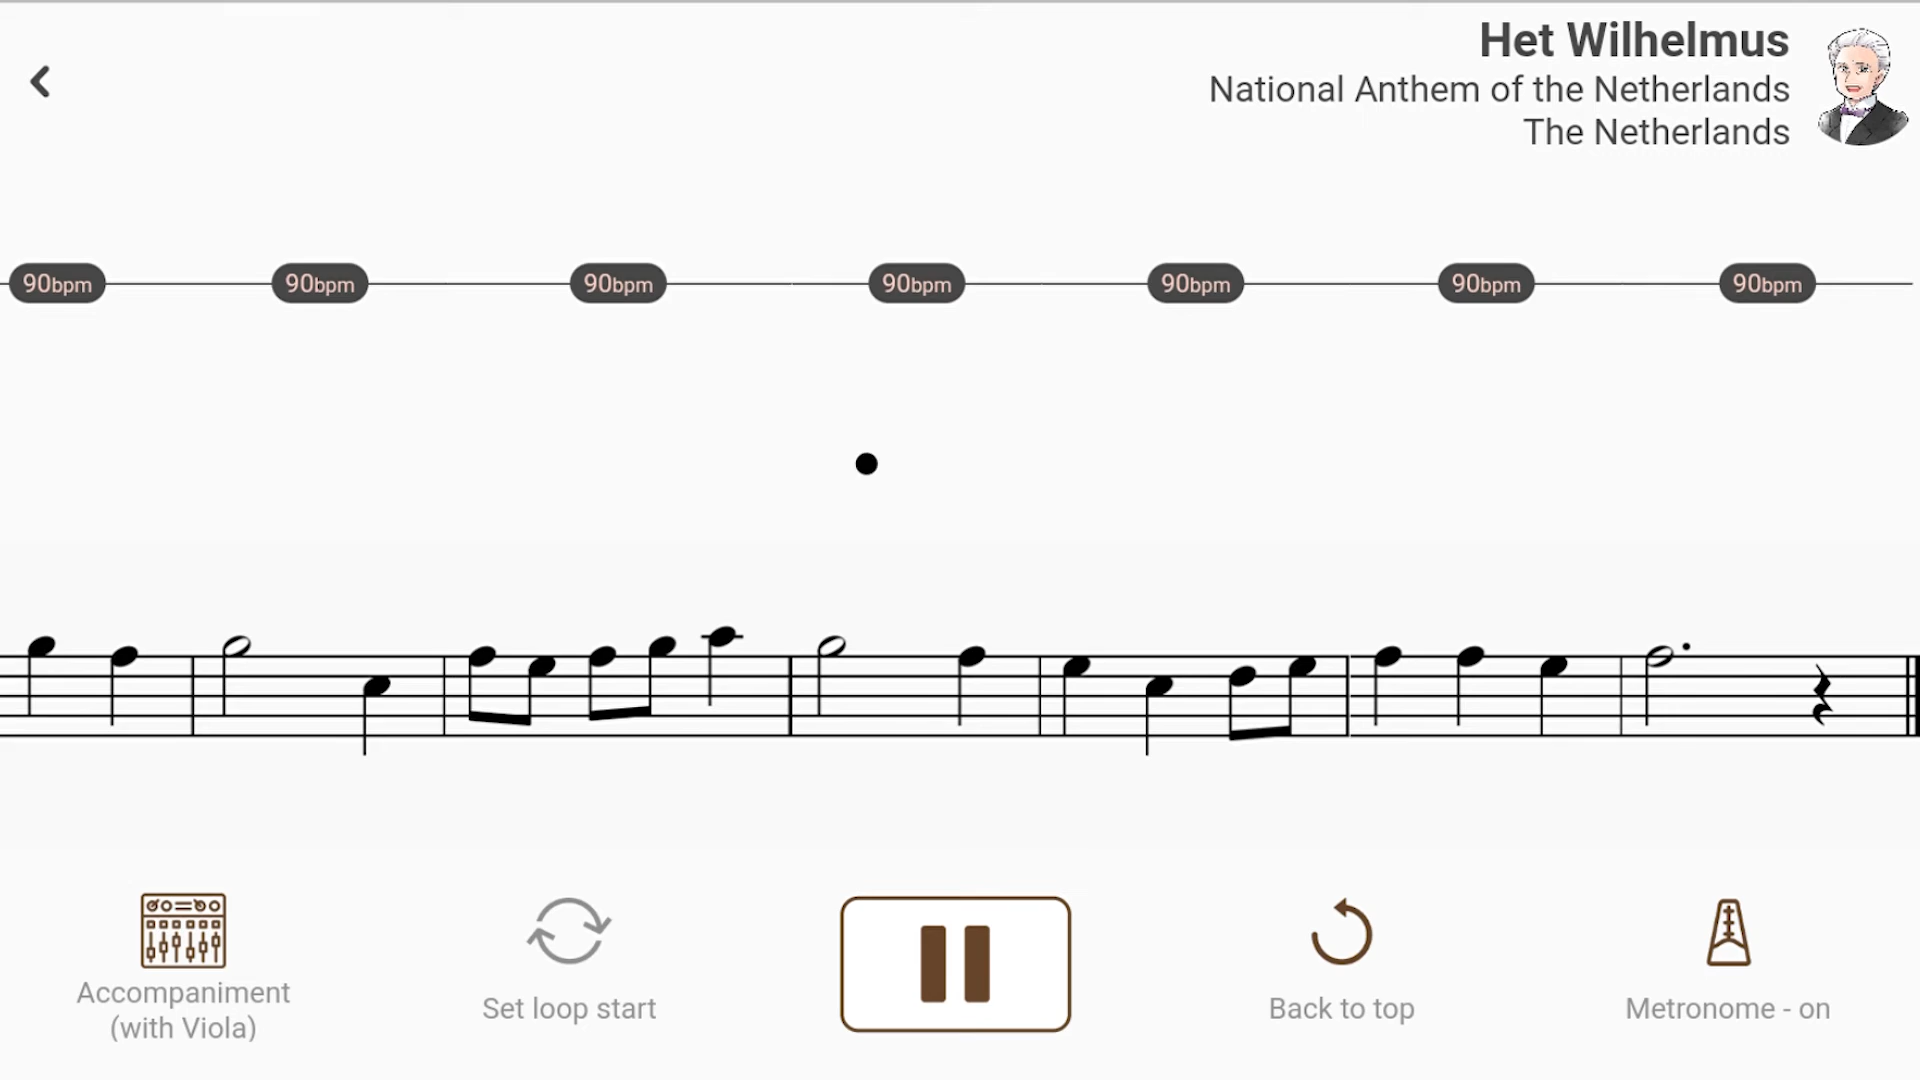 Het Wilhelmus
National Anthem of the Netherlands
The Netherlands
90bpm 90bpm 90bpm 90bpm 90bpm 90bpm 90bpm
Accompaniment
(with Viola)
Set loop start
Back to top
Metronome - on